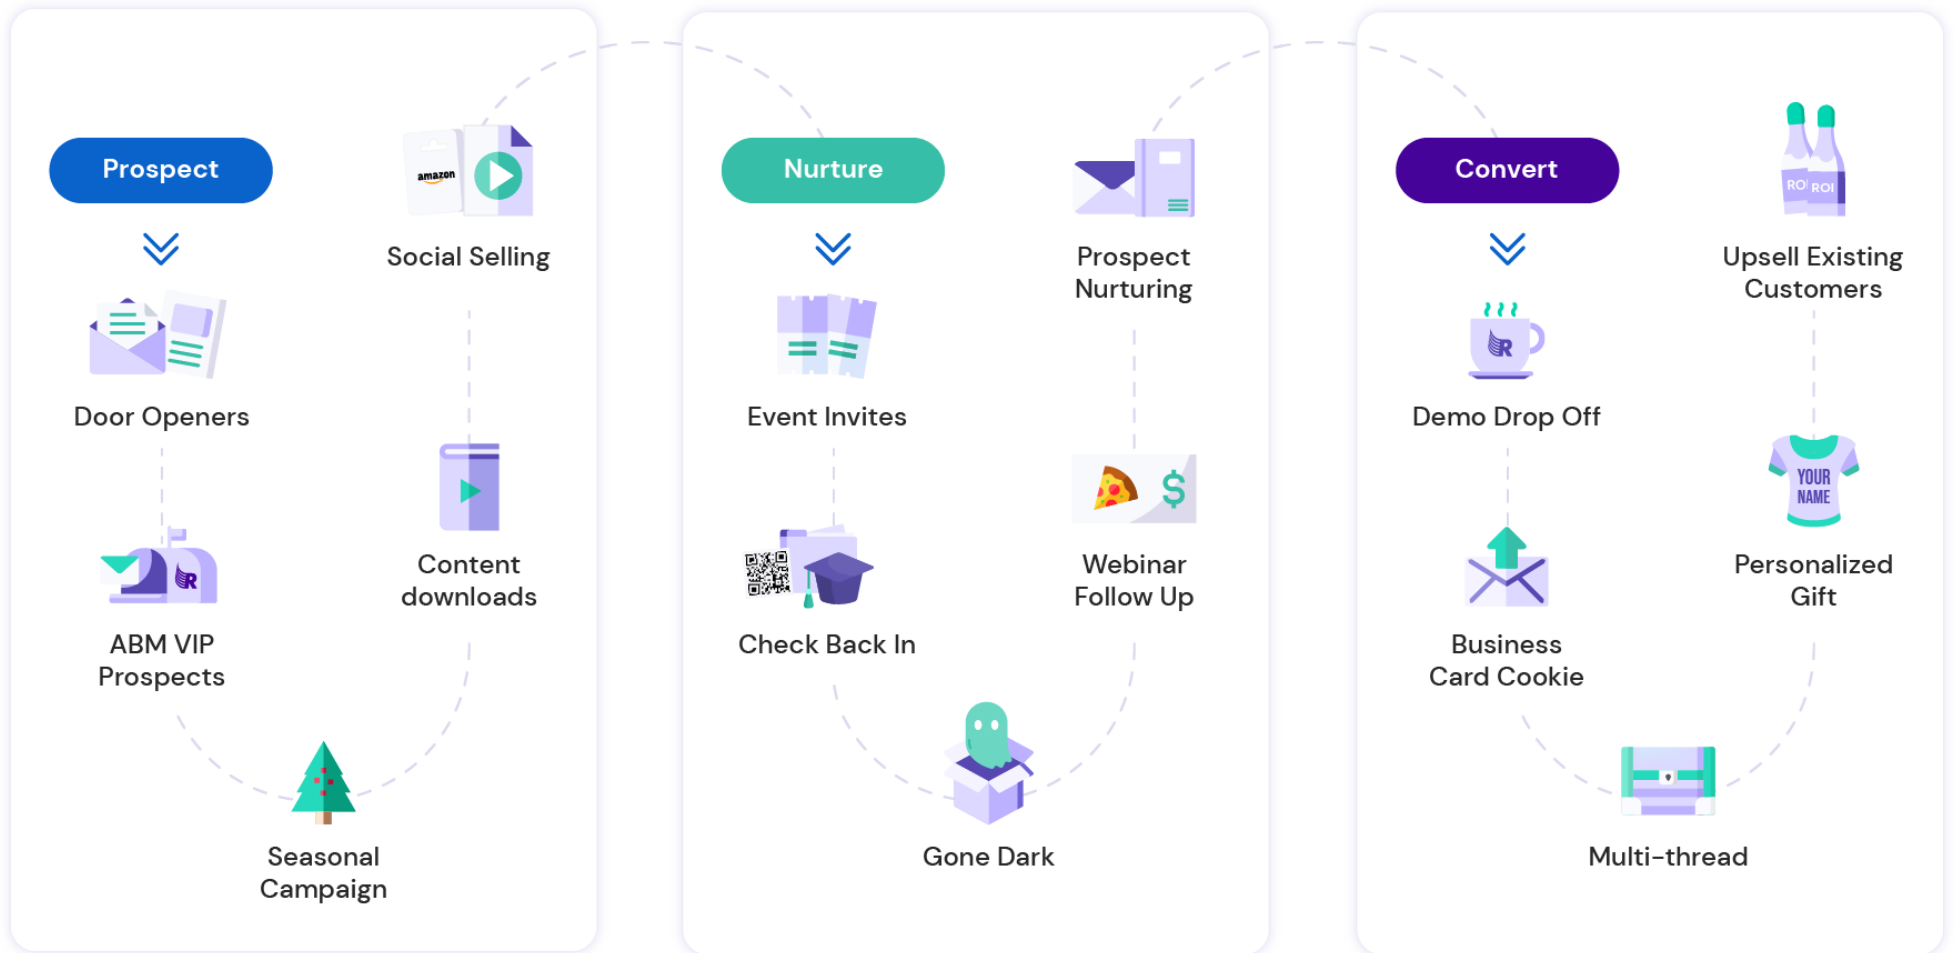 Prospect
Door Openers
R
ABM VIP
Prospects
Seasonal
Campaign
Content
downloads
amazon
Social Selling
Nurture
Event Invites
Check Back In
Gone Dark
Webinar
Follow Up
$
Prospect
Nurturing
Convert
R
Demo Drop Off
Business
Card Cookie
Multi-thread
YOUR
NAME
Personalized
Gift
ROI
ROI
Upsell Existing
Customers